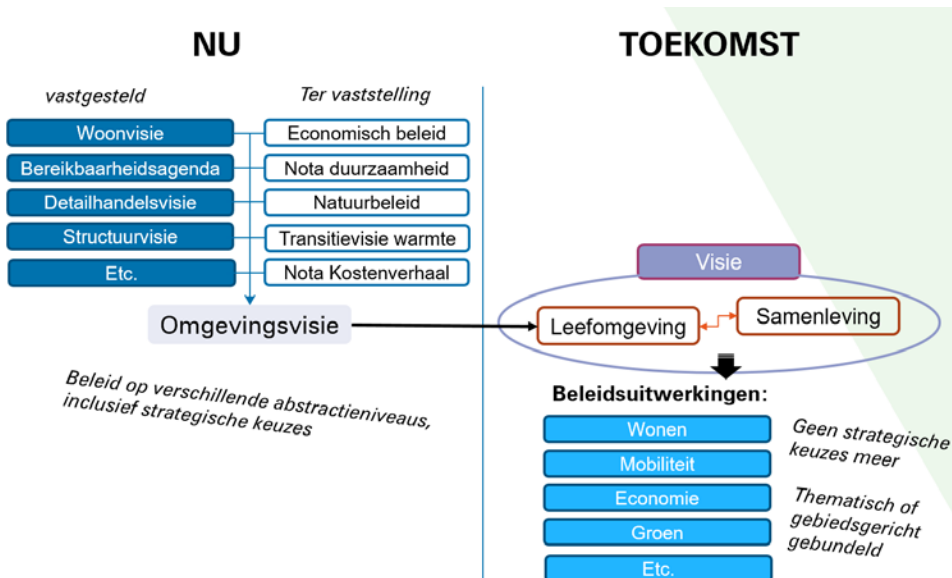 NU
vastgesteld
Ter vaststelling
Woonvisie
Economisch beleid
Bereikbaarheidsagenda
Nota duurzaamheid
Detailhandelsvisie
Natuurbeleid
Structuurvisie
Transitievisie warmte
Etc.
Nota Kostenverhaal
Omgevingsvisie
Beleid op verschillende abstractieniveaus,
inclusief strategische keuzes
TOEKOMST
Visie
Leefomgeving
Samenleving
Beleidsuitwerkingen:
Wonen
Mobiliteit
Economie
Groen
Etc.
Geen strategische
keuzes meer
Thematisch of
gebiedsgericht
gebundeld